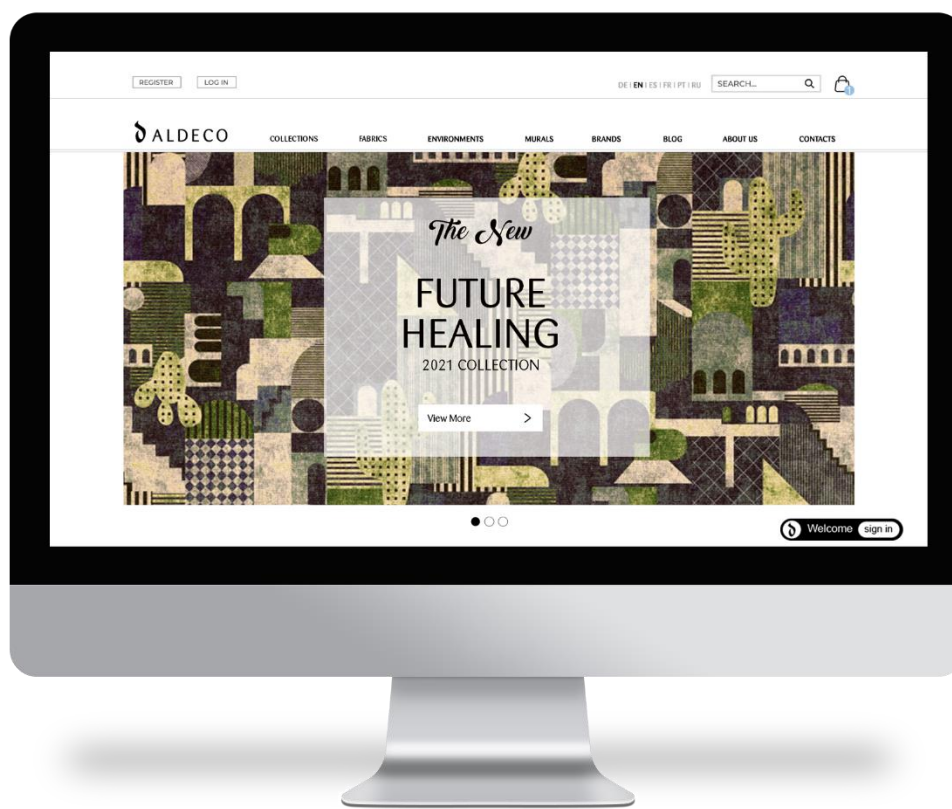 REGISTER LOG IN DE I EN I ES I FR I PT I RU SEARCH... 1
ALDECO COLLECTIONS FABRICS ENVIRONMENTS MURALS BRANDS BLOG ABOUT US CONTACTS
The New
FUTURE
HEALING
2021 COLLECTION
View More >
Welcome sign in